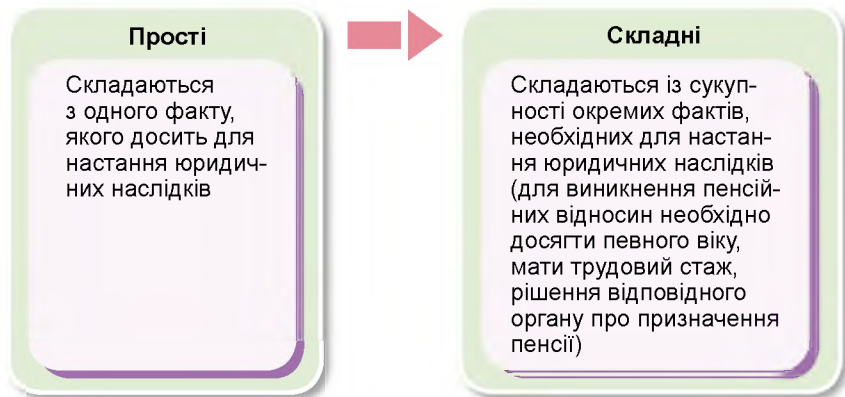 Прості
Складаються
з одного факту,
якого досить для
настання юридич-
них наслідків
Складні
Складаються із сукуп-
ності окремих фактів,
необхідних для настан-
ня юридичних наслідків
(для виникнення пенсій-
них відносин необхідно
досягти певного віку,
мати трудовий стаж,
рішення відповідного
органу про призначення
пенсії)